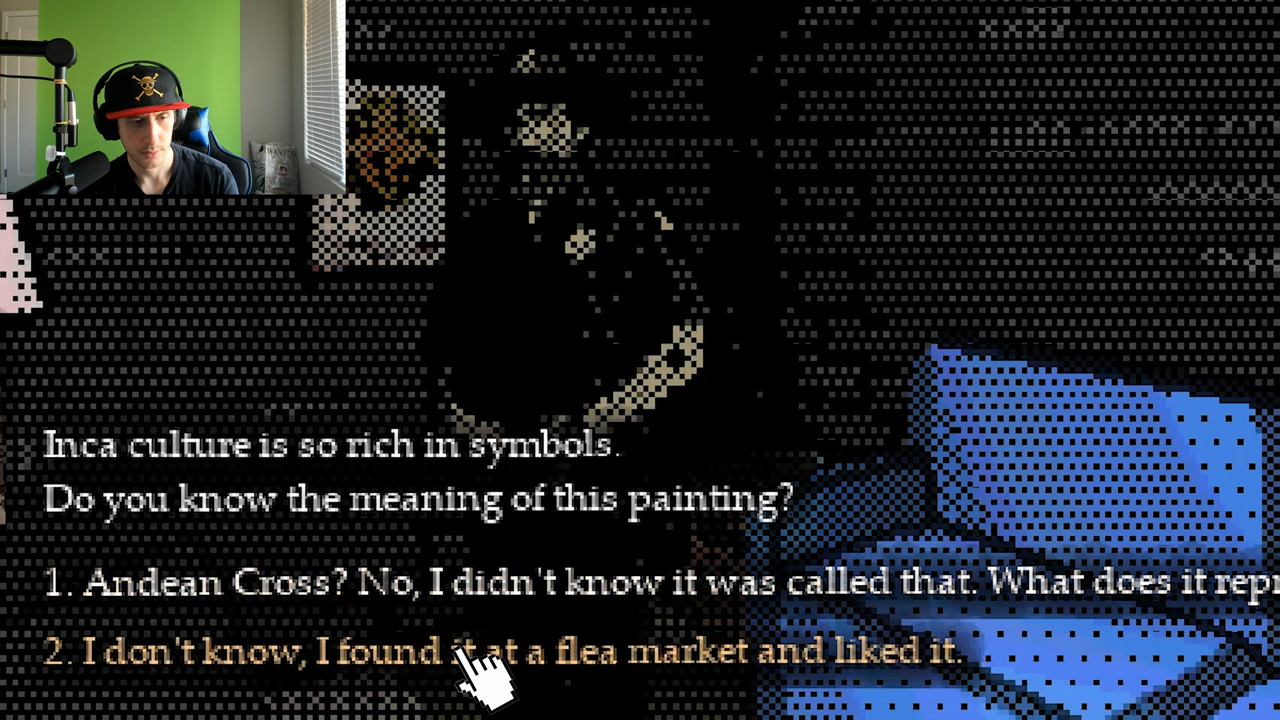 WANTED
Inca culture is so rich in symbols.
Do you know the meaning of this painting?
1. Andean Cross? No, I didn't know it was called that. What does it repr
2. I don't know, I found it at a flea market and liked it.